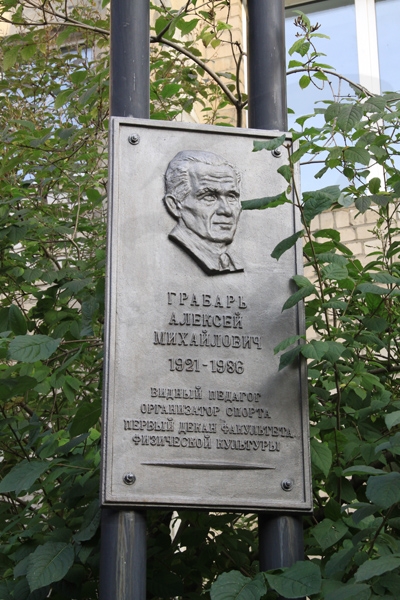 ГРАБАРЬ
АЛЕКСЕЙ
МИХАЙЛОВИЧ
1921-1986
ВИДНЫЙ ПЕДАГОГ
ОРГАНИЗАТОР СПОРТА
ПЕРВЫЙ ДЕКАН ФАКУЛЬТЕТА
ФИЗИЧЕСКОЙ КУЛЬТУРЫ